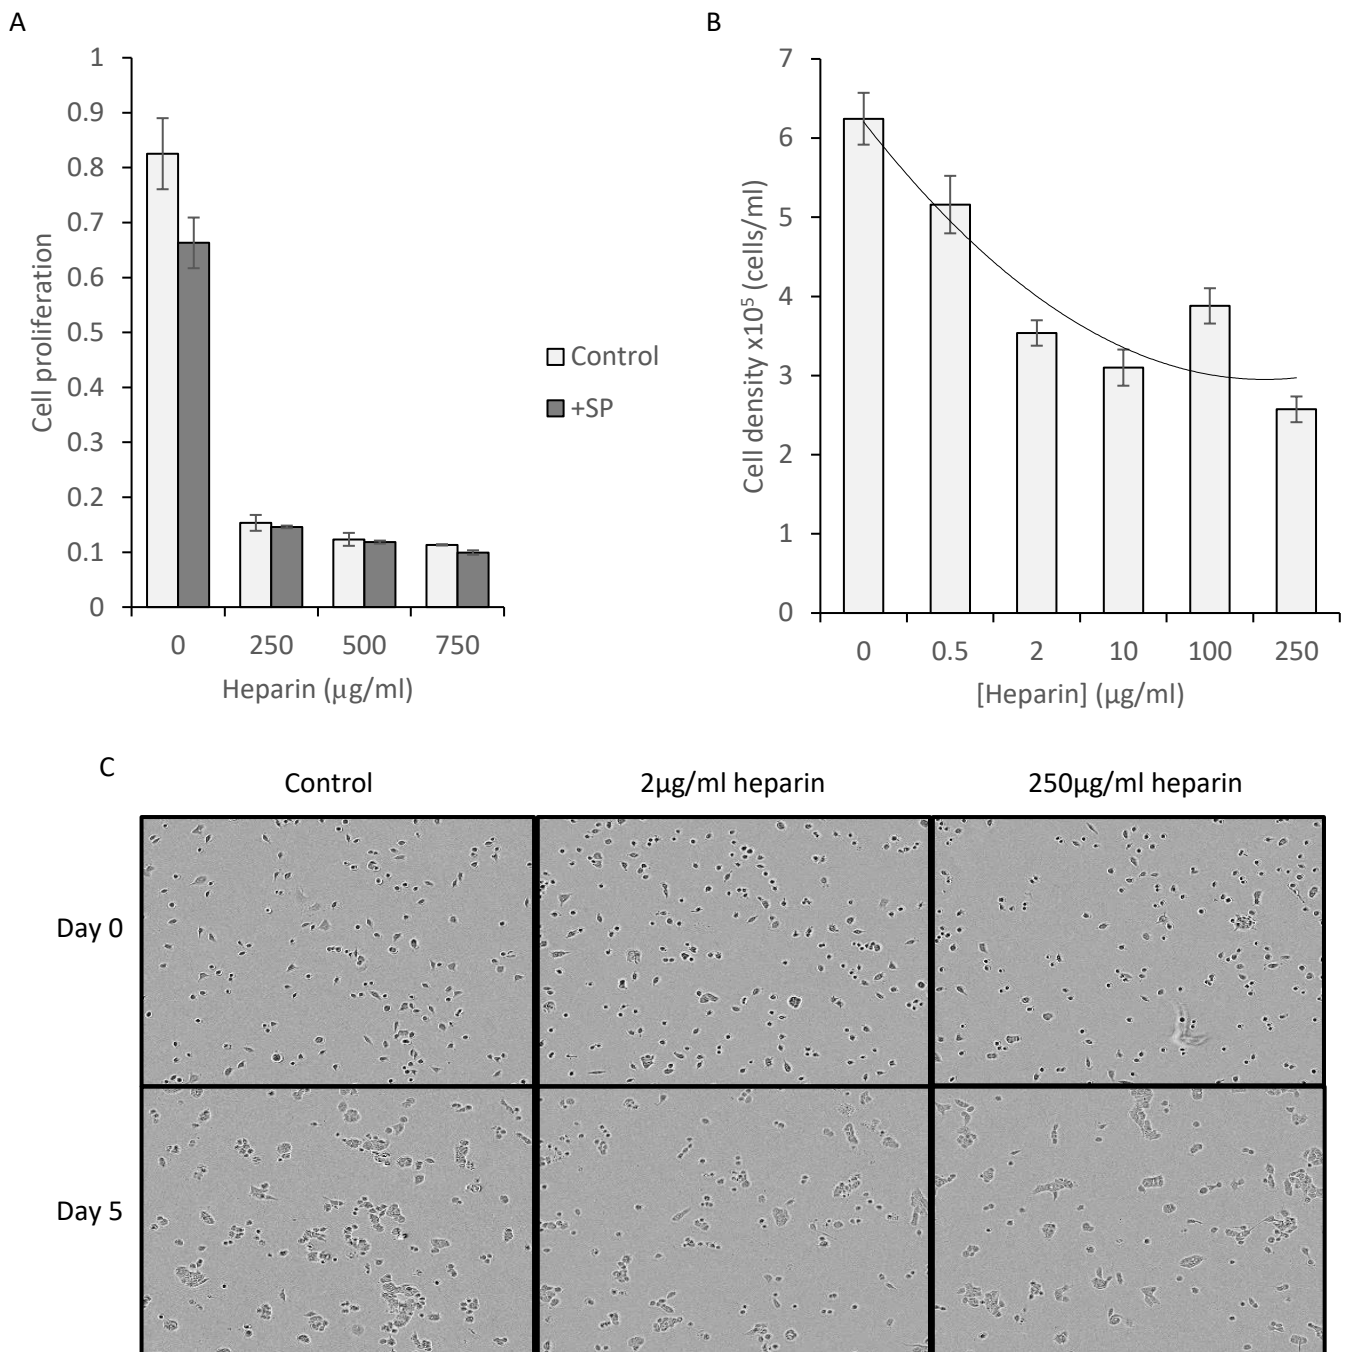 A
1
0.9
0.8
0.7
0.6
0.5
0.4
0.3
0.2
0.1
0
Cell proliferation
0 250 500 750
Heparin (μg/ml)
Control
+SP
B
7
6
5
4
3
2
1
0
Cell density x10⁵ (cells/ml)
0 0.5 2 10 100 250
[Heparin] (µg/ml)
C
Control 2µg/ml heparin 250µg/ml heparin
Day 0
Day 5